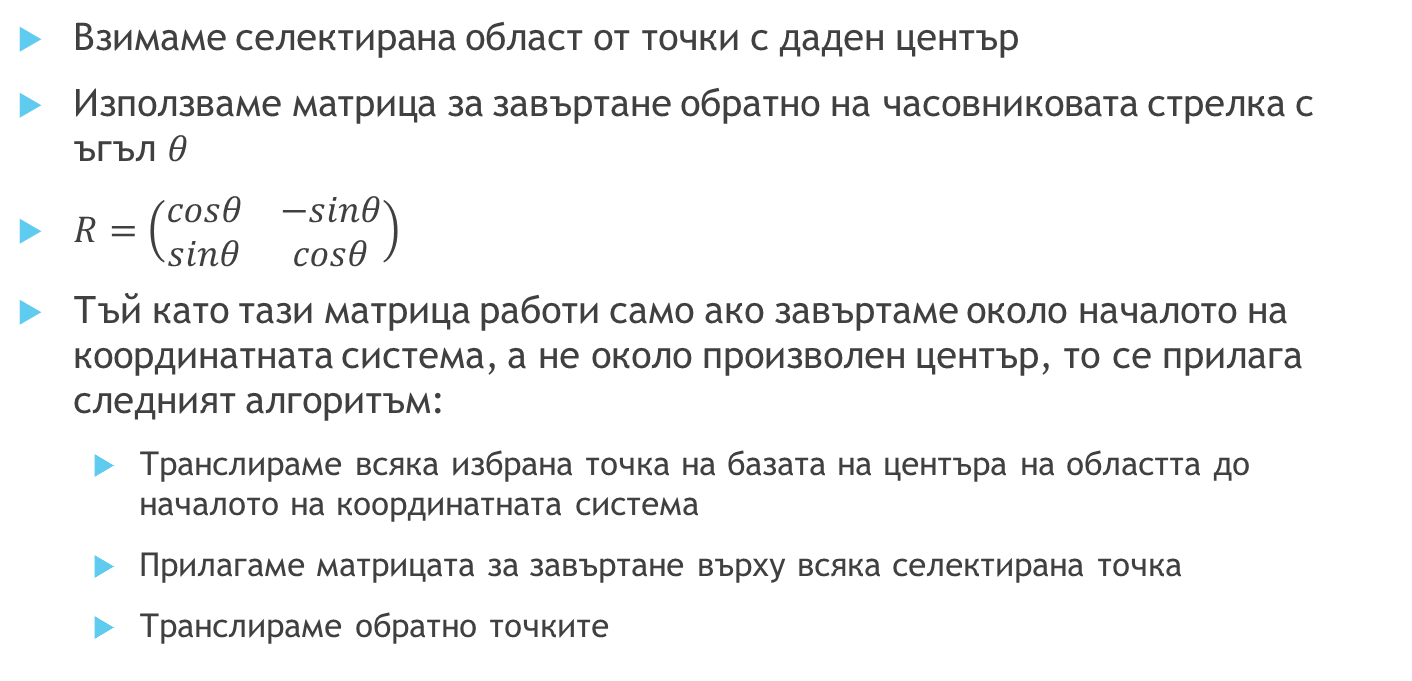 Взимаме селектирана област от точки с даден център
Използваме матрица за завъртане обратно на часовниковата стрелка с
ъгъл θ
R = (cosθ −sinθ
sinθ cosθ)
Тъй като тази матрица работи само ако завъртаме около началото на
координатната система, а не около произволен център, то се прилага
следният алгоритъм:
Транслираме всяка избрана точка на базата на центъра на областта до
началото на координатната система
Прилагаме матрицата за завъртане върху всяка селектирана точка
Транслираме обратно точките